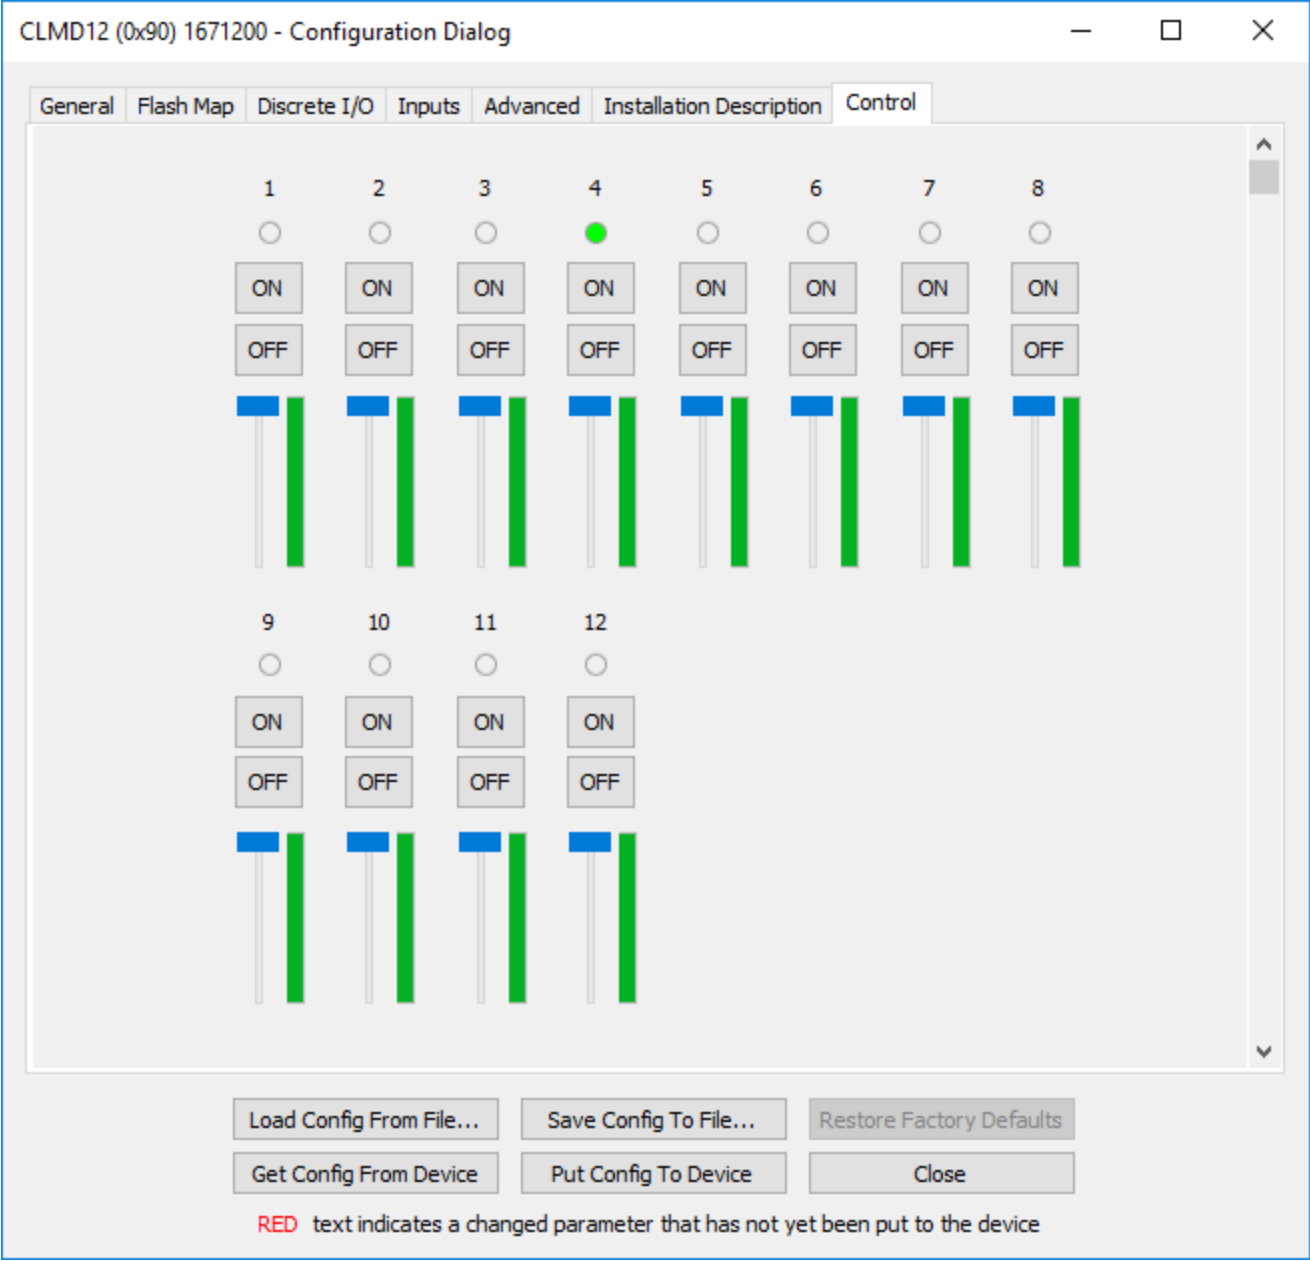 CLMD12 (0x90) 1671200 - Configuration Dialog
General Flash Map Discrete I/O Inputs Advanced Installation Description Control
1 2 3 4 5 6 7 8
ON ON ON ON ON ON ON ON
OFF OFF OFF OFF OFF OFF OFF OFF
9 10 11 12
ON ON ON ON
OFF OFF OFF OFF
Load Config From File... Save Config To File... Restore Factory Defaults
Get Config From Device Put Config To Device Close
RED text indicates a changed parameter that has not yet been put to the device